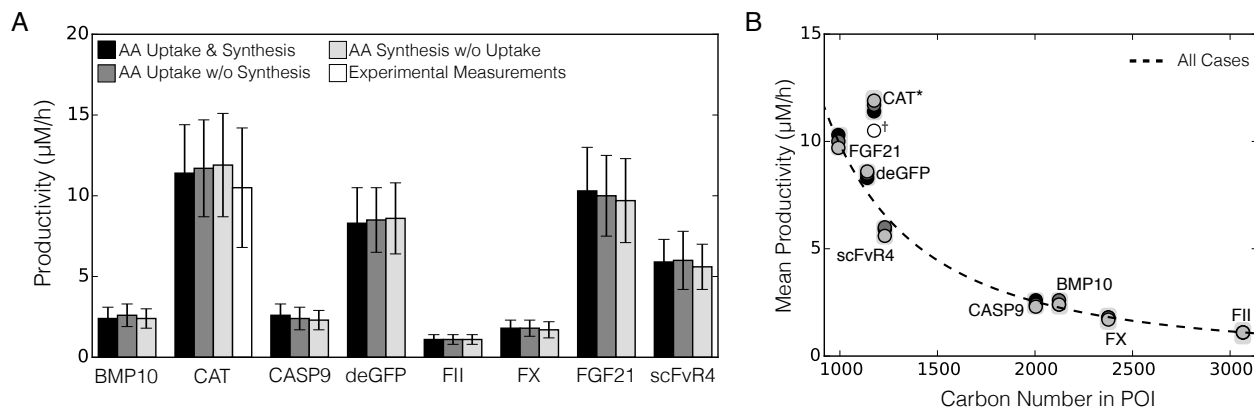 A
Productivity (μM/h)
20
15
10
5
0
AA Uptake & Synthesis
AA Uptake w/o Synthesis
AA Synthesis w/o Uptake
Experimental Measurements
BMP10 CAT CASP9 deGFP FII FX FGF21 scFvR4
B
Mean Productivity (μM/h)
15
10
5
0
All Cases
CAT*
†
FGF21
deGFP
scFvR4
CASP9
BMP10
FX
FII
1000 1500 2000 2500 3000
Carbon Number in POI